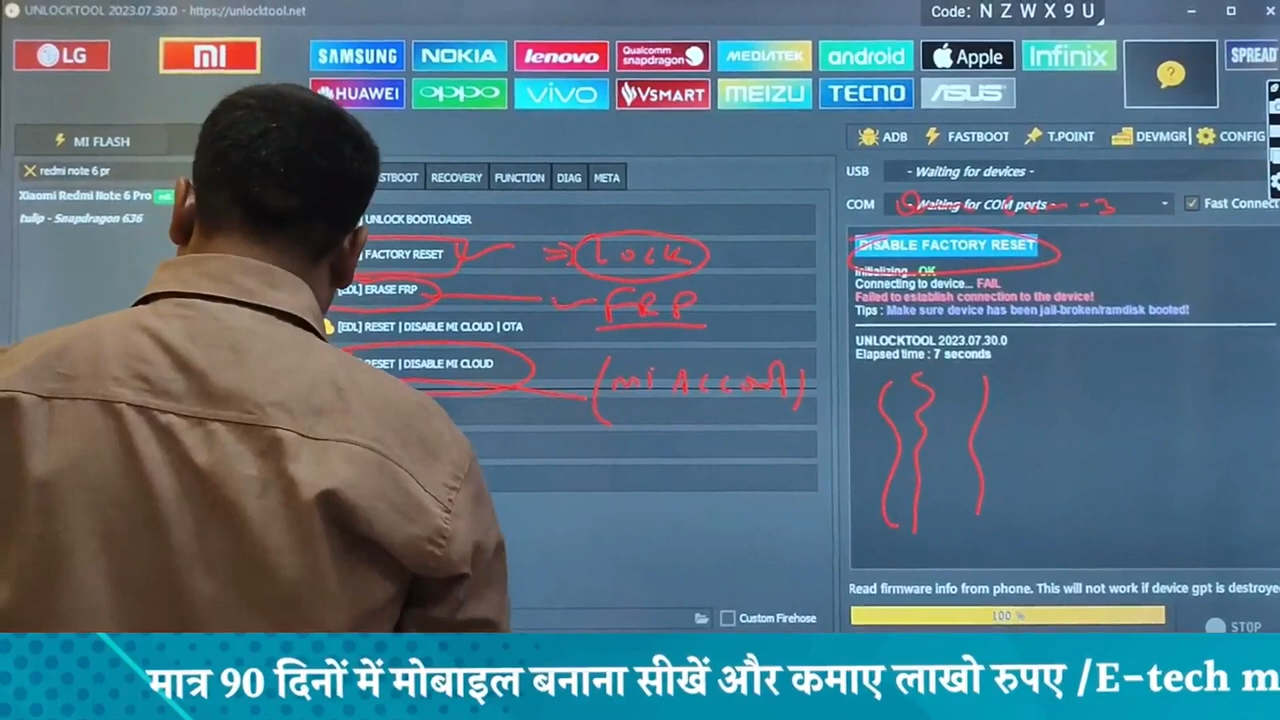 UNLOCKTOOL 2023.07.30.0 - https://unlocktool.net
Code: N Z W X 9 U
LG
MI
SAMSUNG
NOKIA
lenovo
Qualcomm snapdragon
MEDIATEK
android
Apple
Infinix
?
SPREAD
HUAWEI
oppo
vivo
VSMART
MEIZU
TECNO
ASUS
MI FLASH
ADB
FASTBOOT
T.POINT
DEVMGR
CONFIG
redmi note 6 pr
Xiaomi Redmi Note 6 Pro
tulip - Snapdragon 636
STBOOT
RECOVERY
FUNCTION
DIAG
META
UNLOCK BOOTLOADER
FACTORY RESET
Lock
[EDL] ERASE FRP
FRP
[EDL] RESET | DISABLE MI CLOUD | OTA
RESET | DISABLE MI CLOUD
USB
- Waiting for devices -
COM
- Waiting for COM ports -
Fast Connect
DISABLE FACTORY RESET
Initializing... OK
Connecting to device... FAIL
Failed to establish connection to the device!
Tips : Make sure device has been jail-broken/ramdisk booted!
UNLOCKTOOL 2023.07.30.0
Elapsed time : 7 seconds
Custom Firehose
Read firmware info from phone. This will not work if device gpt is destroye
100 %
STOP
मात्र 90 दिनों में मोबाइल बनाना सीखें और कमाए लाखो रुपए /E-tech m